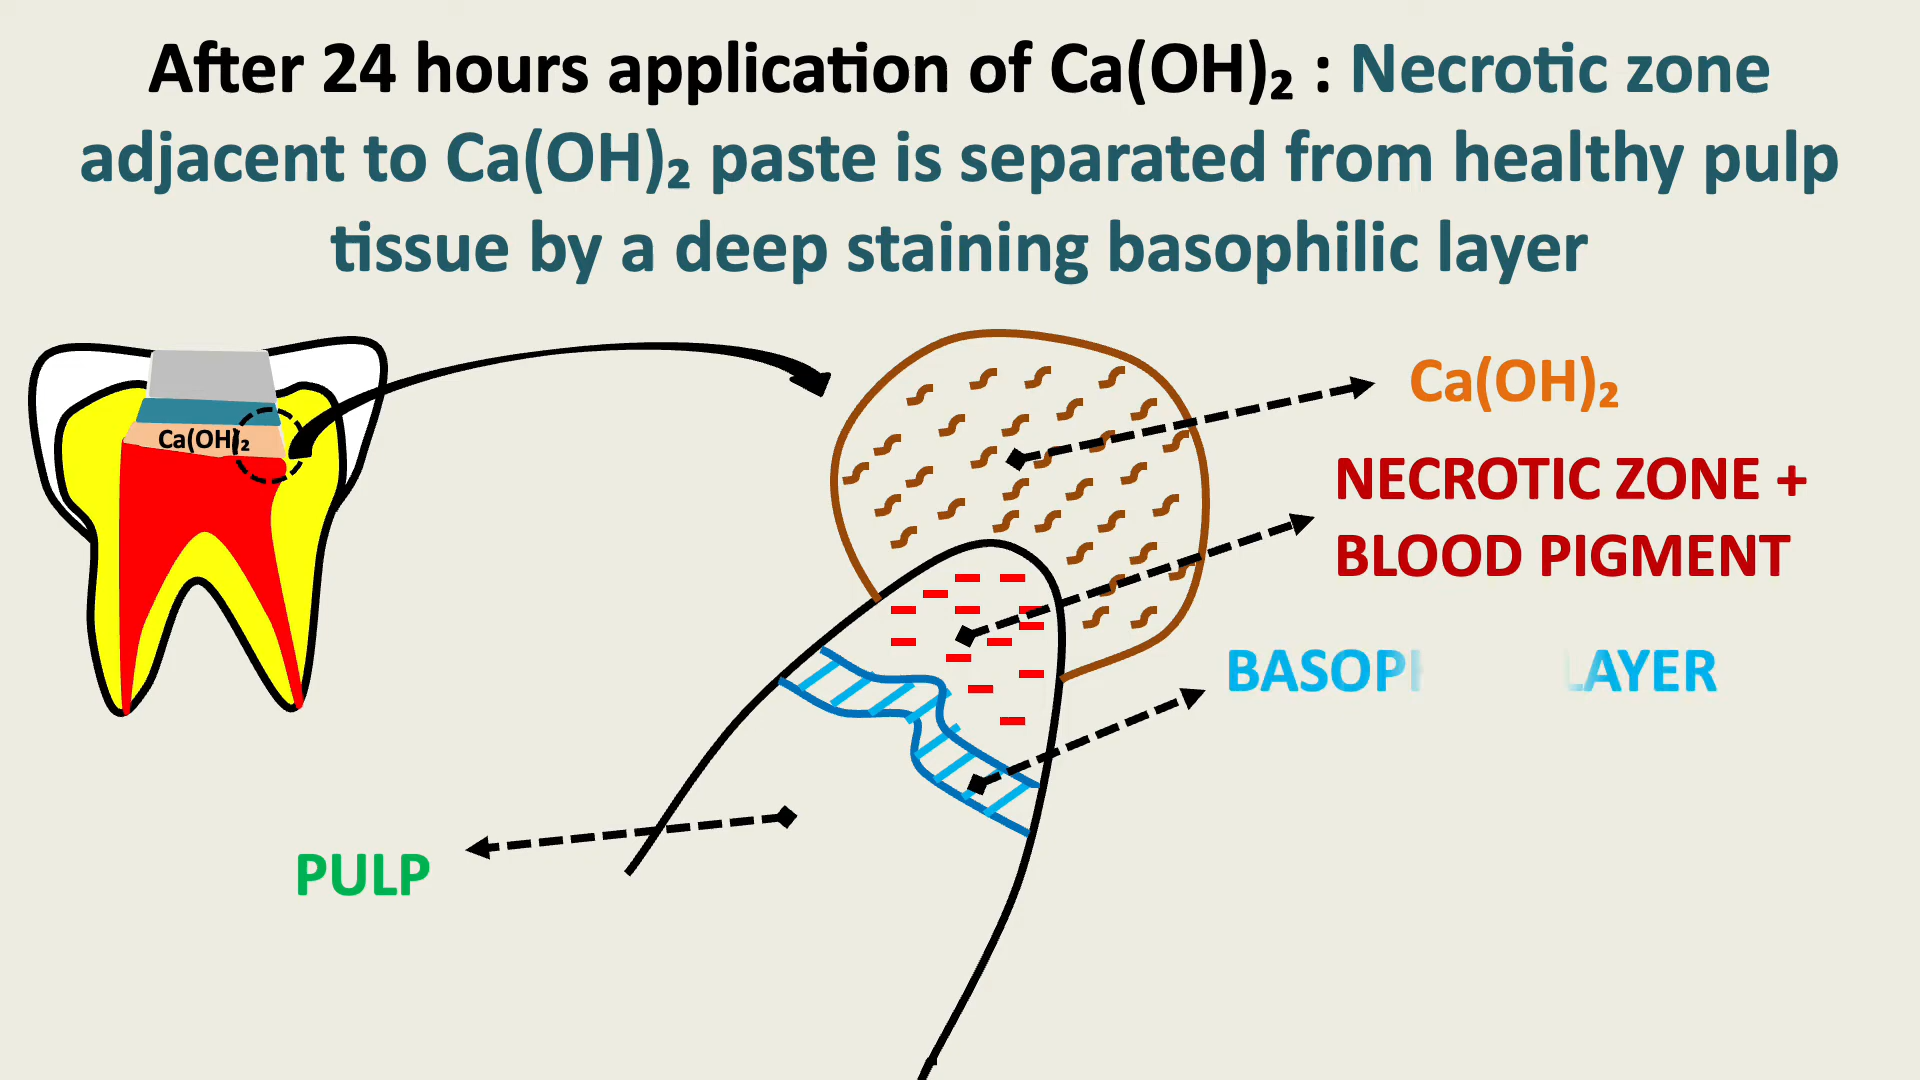 After 24 hours application of Ca(OH)₂ : Necrotic zone
adjacent to Ca(OH)₂ paste is separated from healthy pulp
tissue by a deep staining basophilic layer
Ca(OH)₂
Ca(OH)₂
NECROTIC ZONE +
BLOOD PIGMENT
PULP